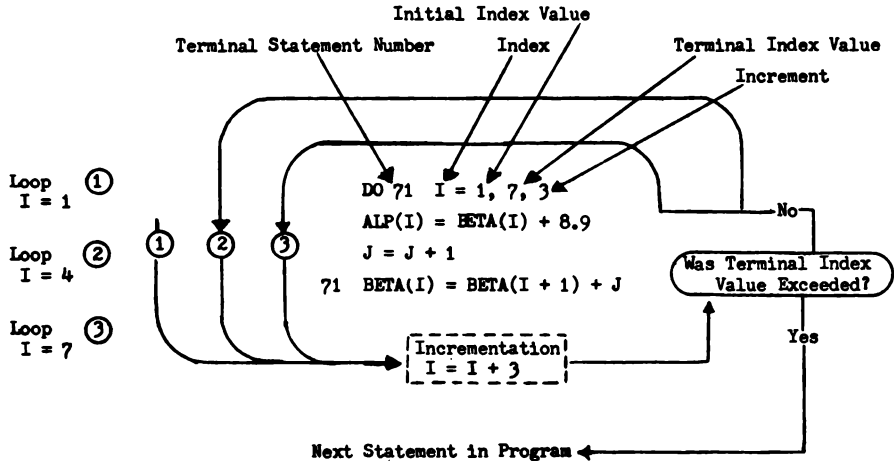 Initial Index Value
Terminal Statement Number Index Terminal Index Value
Increment
Loop ①
I = 1
DO 71 I = 1, 7, 3
ALP(I) = BETA(I) + 8.9
No
① ② ③
J = J + 1
Loop ②
I = 4
71 BETA(I) = BETA(I + 1) + J
Was Terminal Index
Value Exceeded?
Loop ③
I = 7
Yes
Incrementation
I = I + 3
Next Statement in Program